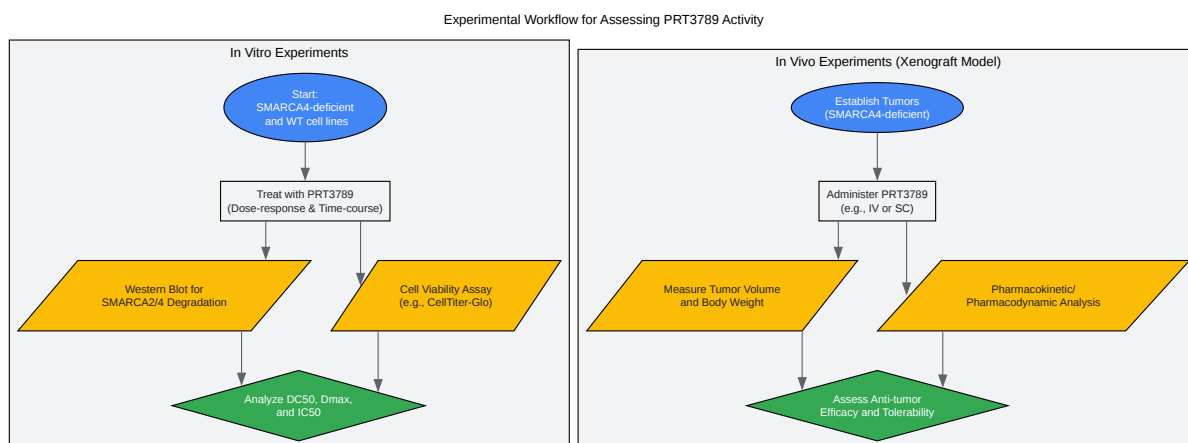 Experimental Workflow for Assessing PRT3789 Activity
In Vitro Experiments
Start:
SMARCA4-deficient
and WT cell lines
Treat with PRT3789
(Dose-response & Time-course)
Western Blot for
SMARCA2/4 Degradation
Cell Viability Assay
(e.g., CellTiter-Glo)
Analyze DC50, Dmax,
and IC50
In Vivo Experiments (Xenograft Model)
Establish Tumors
(SMARCA4-deficient)
Administer PRT3789
(e.g., IV or SC)
Measure Tumor Volume
and Body Weight
Pharmacokinetic/
Pharmacodynamic Analysis
Assess Anti-tumor
Efficacy and Tolerability